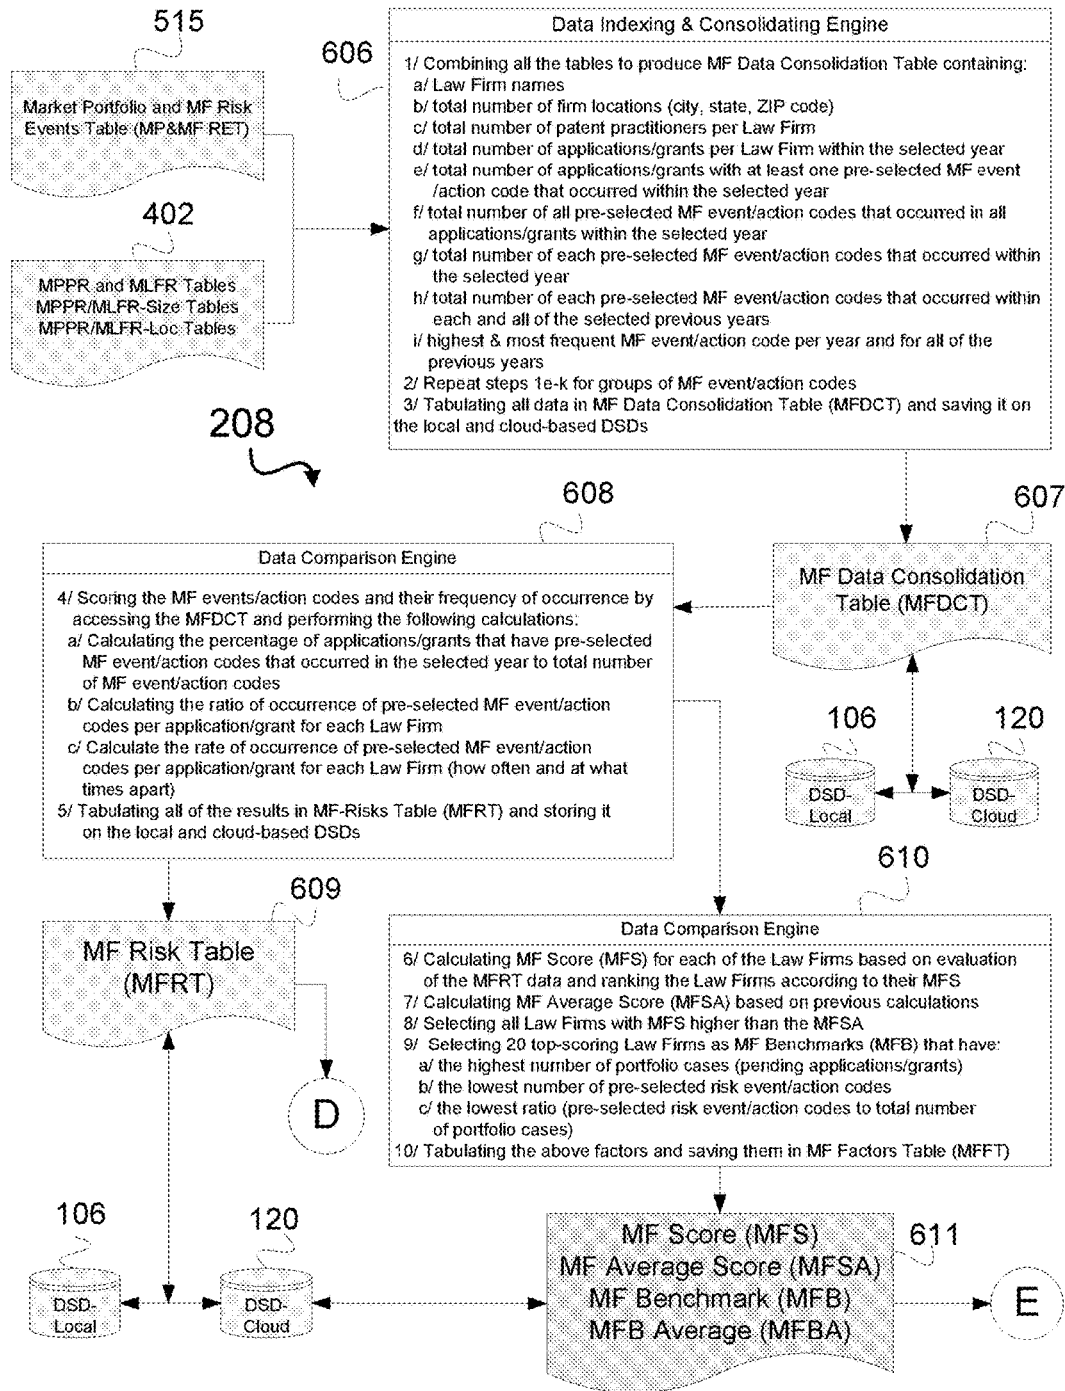 515
606
Data Indexing & Consolidating Engine
Market Portfolio and MF Risk
Events Table (MP&MF RET)
402
MPPR and MLFR Tables
MPPR/MLFR-Size Tables
MPPR/MLFR-Loc Tables
1/ Combining all the tables to produce MF Data Consolidation Table containing:
a/ Law Firm names
b/ total number of firm locations (city, state, ZIP code)
c/ total number of patent practitioners per Law Firm
d/ total number of applications/grants per Law Firm within the selected year
e/ total number of applications/grants with at least one pre-selected MF event
/action code that occurred within the selected year
f/ total number of all pre-selected MF event/action codes that occurred in all
applications/grants within the selected year
g/ total number of each pre-selected MF event/action codes that occurred within
the selected year
h/ total number of each pre-selected MF event/action codes that occurred within
each and all of the selected previous years
i/ highest & most frequent MF event/action code per year and for all of the
previous years
2/ Repeat steps 1e-k for groups of MF event/action codes
3/ Tabulating all data in MF Data Consolidation Table (MFDCT) and saving it on
the local and cloud-based DSDs
208
608
607
Data Comparison Engine
4/ Scoring the MF events/action codes and their frequency of occurrence by
accessing the MFDCT and performing the following calculations:
a/ Calculating the percentage of applications/grants that have pre-selected
MF event/action codes that occurred in the selected year to total number
of MF event/action codes
b/ Calculating the ratio of occurrence of pre-selected MF event/action
codes per application/grant for each Law Firm
c/ Calculate the rate of occurrence of pre-selected MF event/action
codes per application/grant for each Law Firm (how often and at what
times apart)
5/ Tabulating all of the results in MF-Risks Table (MFRT) and storing it
on the local and cloud-based DSDs
MF Data Consolidation
Table (MFDCT)
106
120
DSD-
Local
DSD-
Cloud
609
610
MF Risk Table
(MFRT)
D
Data Comparison Engine
6/ Calculating MF Score (MFS) for each of the Law Firms based on evaluation
of the MFRT data and ranking the Law Firms according to their MFS
7/ Calculating MF Average Score (MFSA) based on previous calculations
8/ Selecting all Law Firms with MFS higher than the MFSA
9/ Selecting 20 top-scoring Law Firms as MF Benchmarks (MFB) that have:
a/ the highest number of portfolio cases (pending applications/grants)
b/ the lowest number of pre-selected risk event/action codes
c/ the lowest ratio (pre-selected risk event/action codes to total number
of portfolio cases)
10/ Tabulating the above factors and saving them in MF Factors Table (MFFT)
106
120
DSD-
Local
DSD-
Cloud
611
MF Score (MFS)
MF Average Score (MFSA)
MF Benchmark (MFB)
MFB Average (MFBA)
E